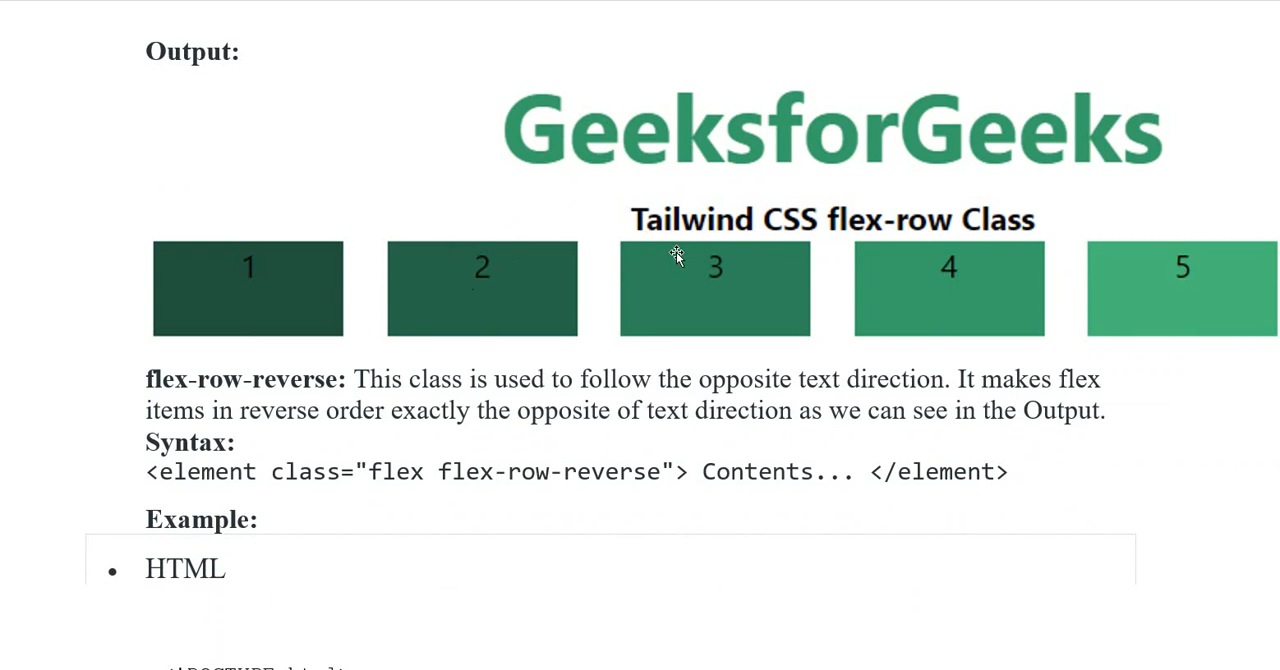 Output:
GeeksforGeeks
Tailwind CSS flex-row Class
1 2 3 4 5
flex-row-reverse: This class is used to follow the opposite text direction. It makes flex
items in reverse order exactly the opposite of text direction as we can see in the Output.
Syntax:
<element class="flex flex-row-reverse"> Contents... </element>
Example:
• HTML